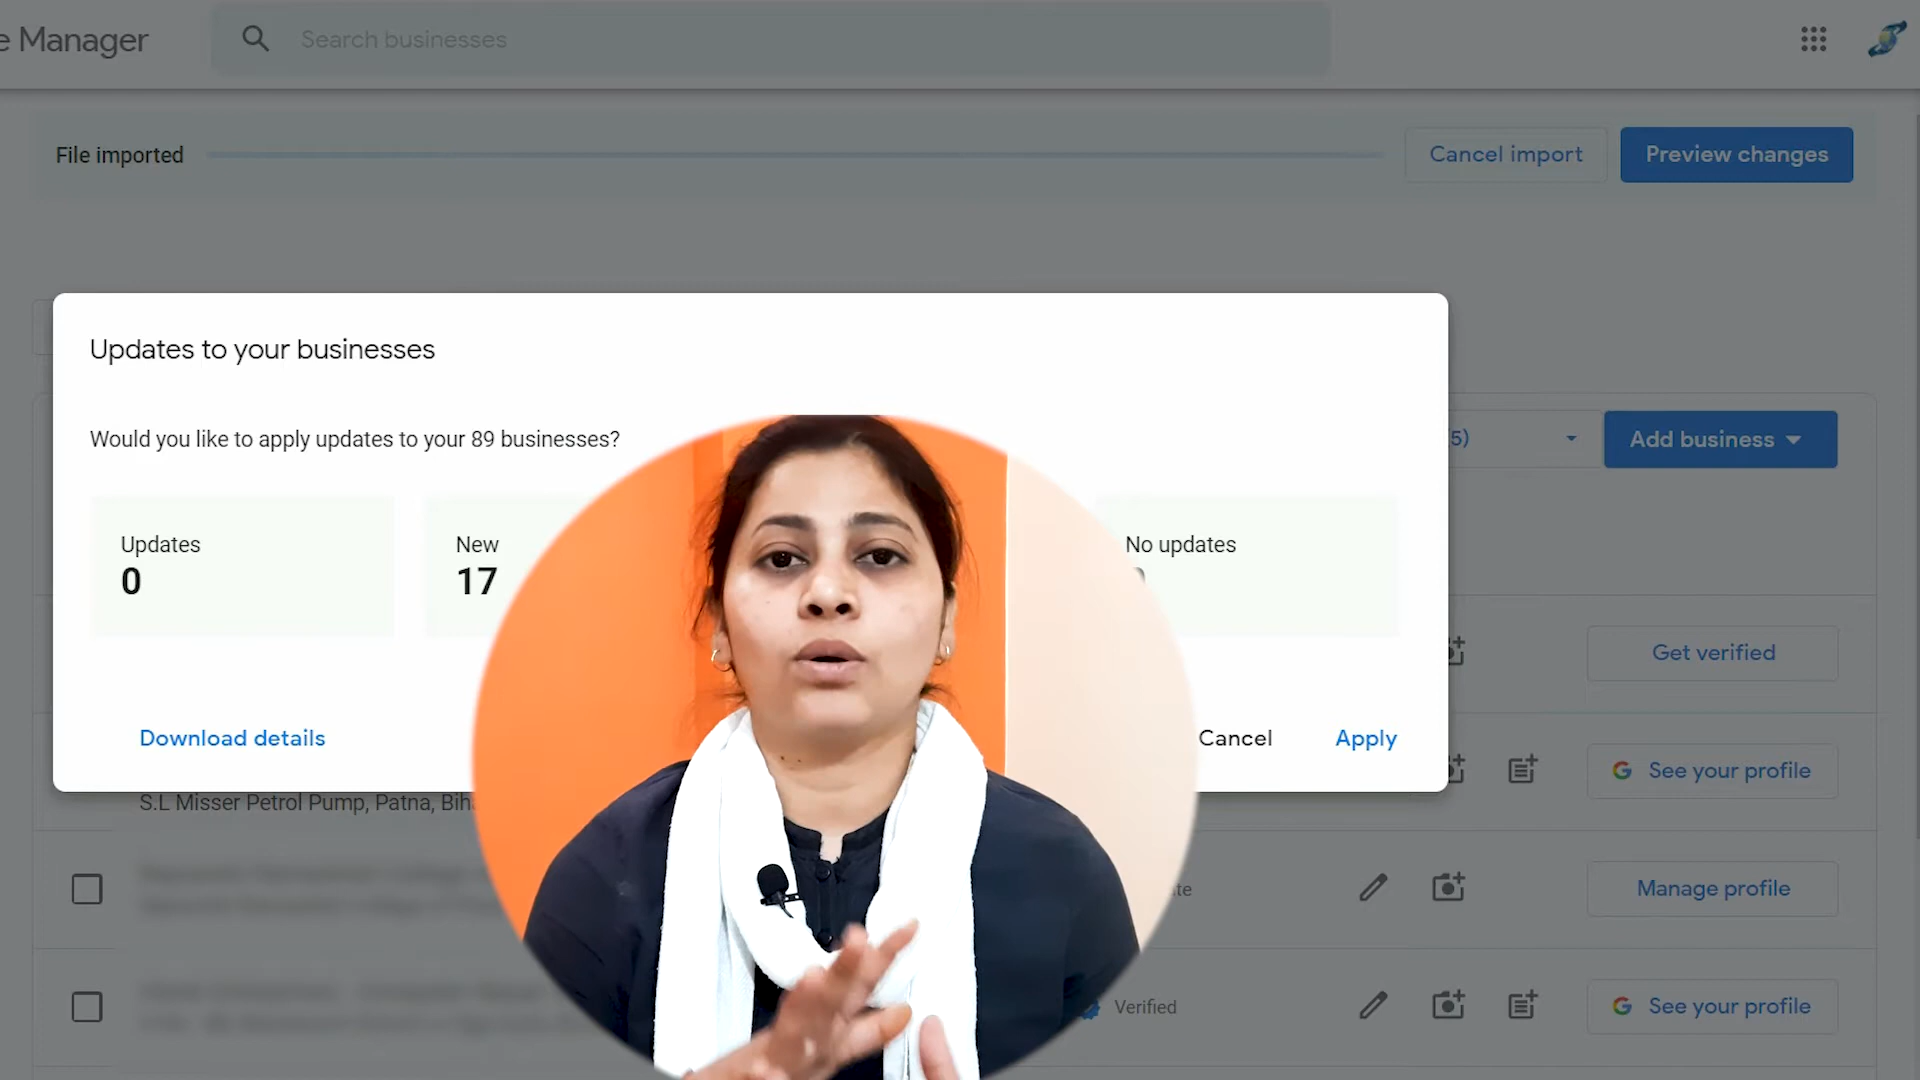 e Manager
Search businesses
File imported
Cancel import
Preview changes
Updates to your businesses
Would you like to apply updates to your 89 businesses?
5)
Add business
Updates
0
New
17
No updates
Get verified
Download details
Cancel
Apply
See your profile
S.L Misser Petrol Pump, Patna, Bih
te
Manage profile
Verified
See your profile